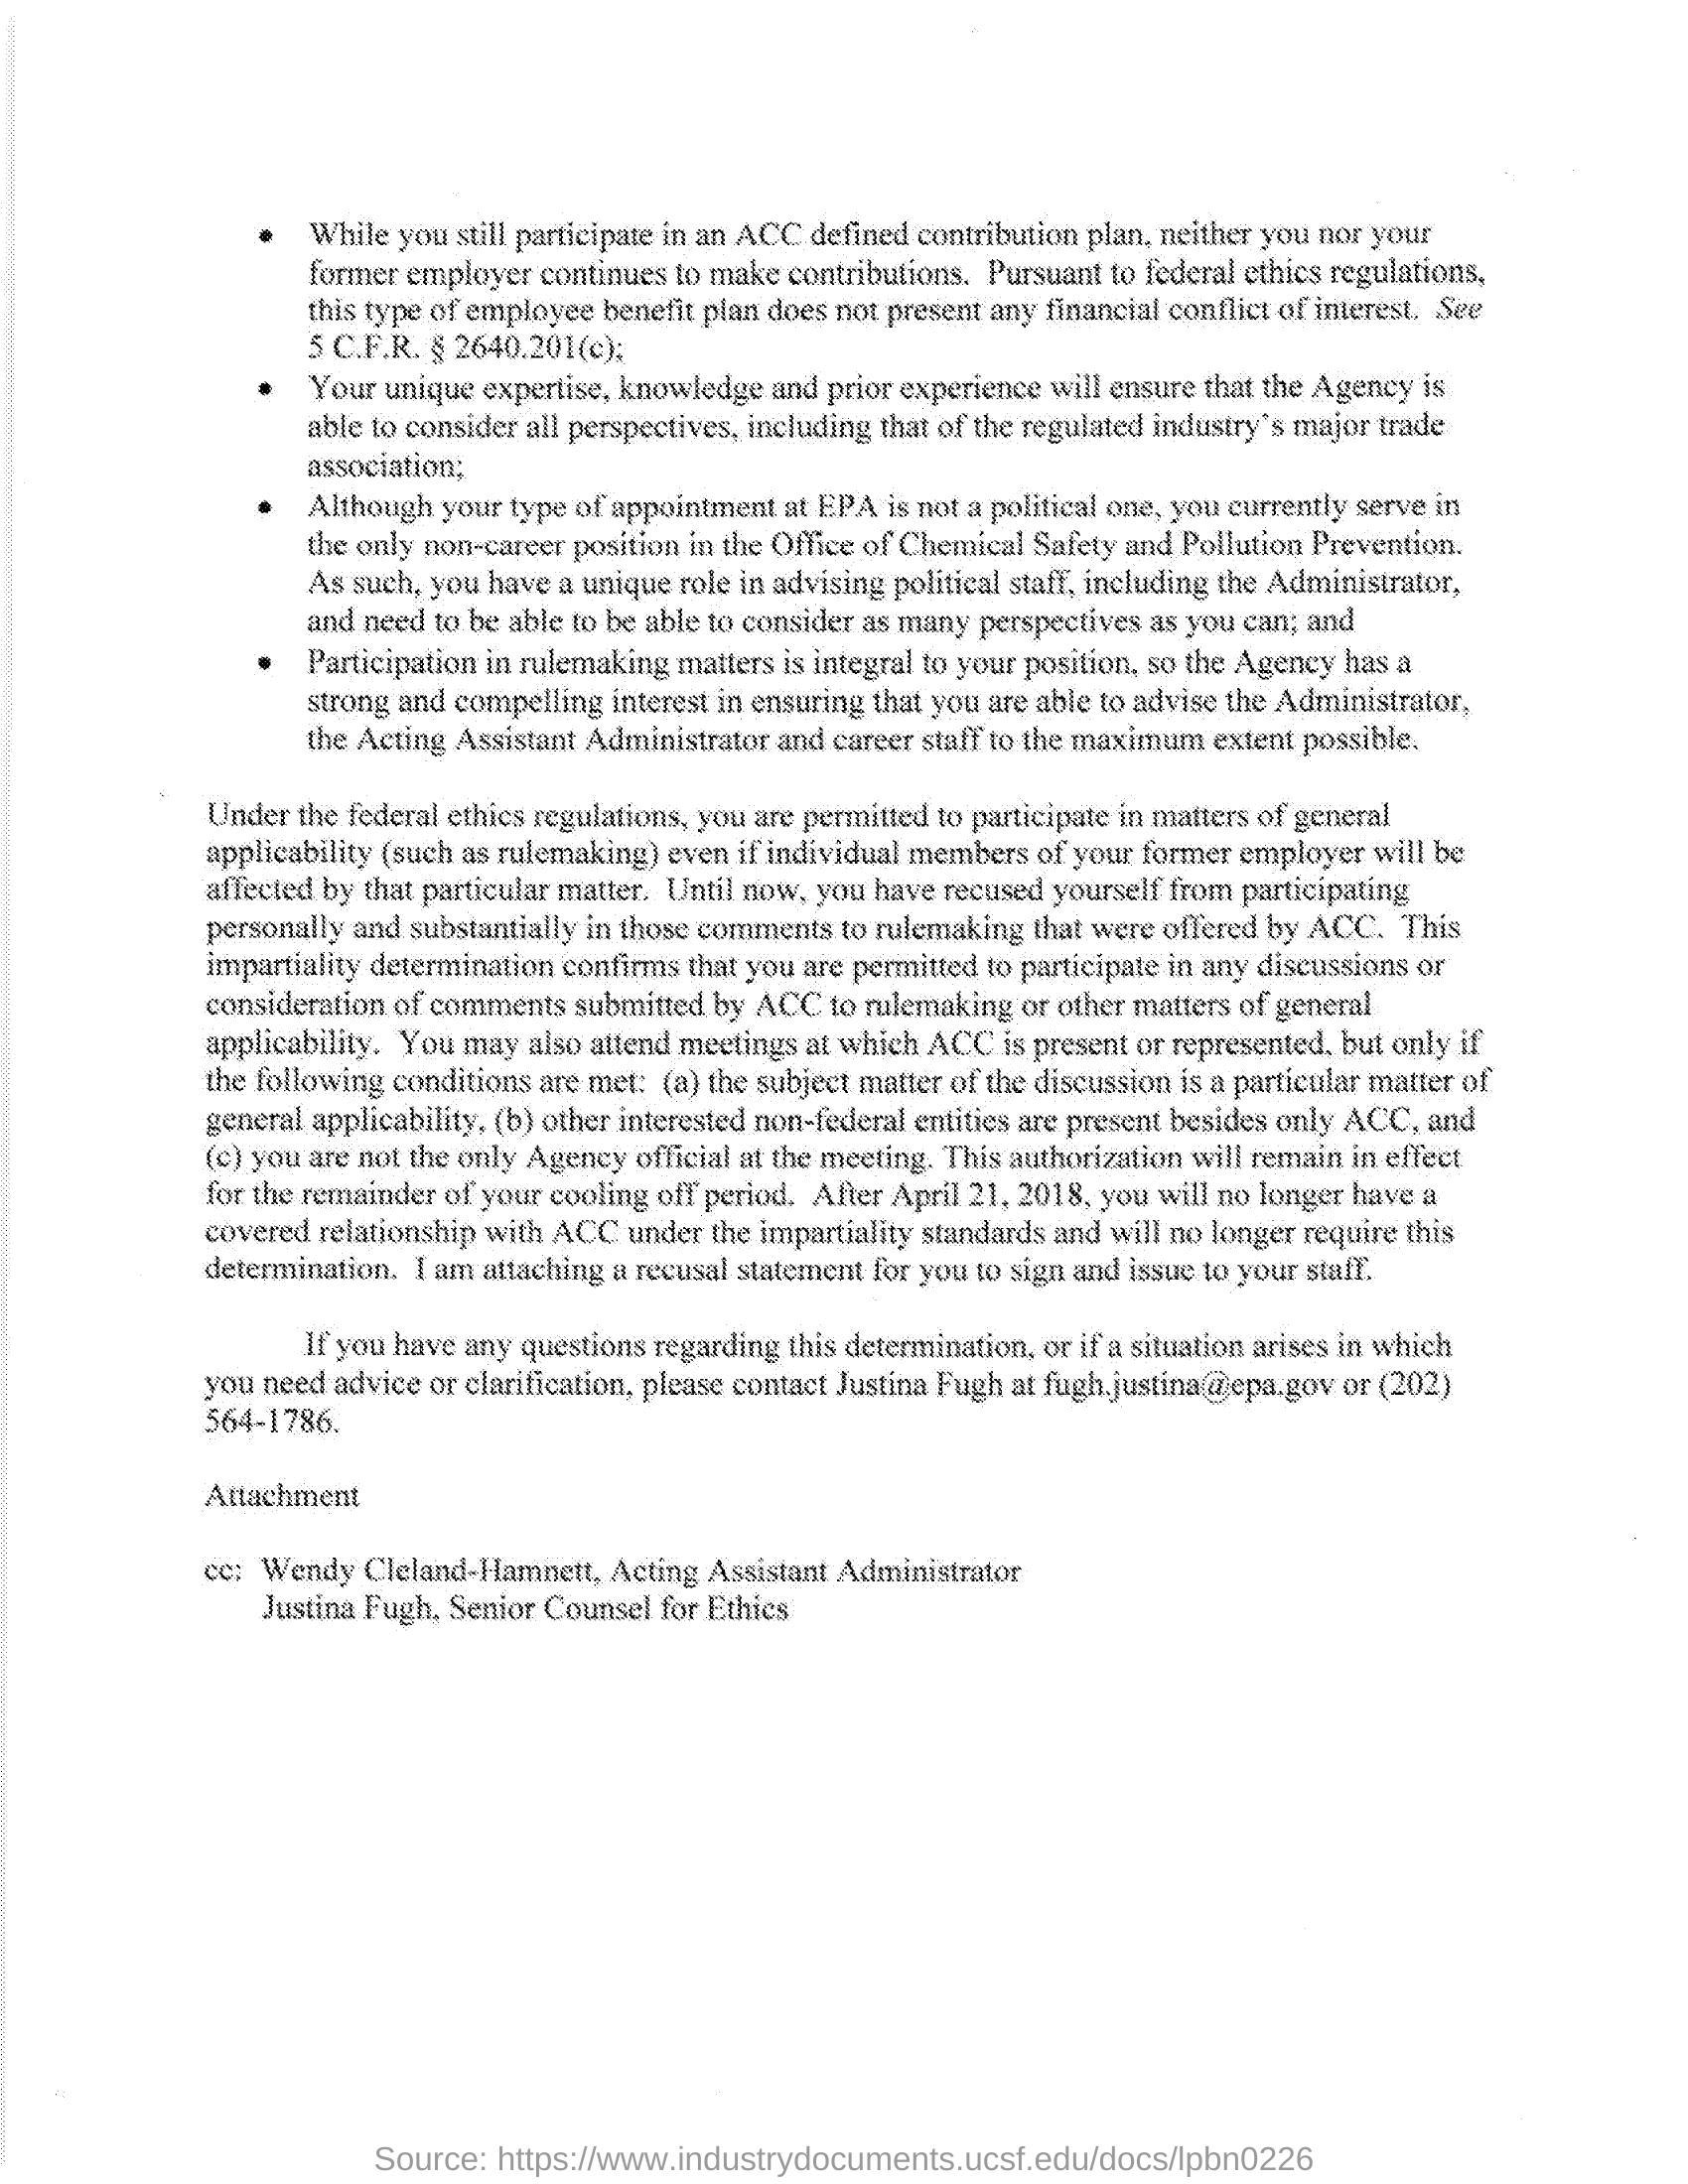 • While you still participate in an ACC defined contribution plan, neither you nor your
former employer continues to make contributions. Pursuant to federal ethics regulations,
this type of employee benefit plan does not present any financial conflict of interest. See
5 C.F.R. § 2640.201(c);
• Your unique expertise, knowledge and prior experience will ensure that the Agency is
able to consider all perspectives, including that of the regulated industry's major trade
association;
• Although your type of appointment at EPA is not a political one, you currently serve in
the only non-career position in the Office of Chemical Safety and Pollution Prevention.
As such, you have a unique role in advising political staff, including the Administrator,
and need to be able to be able to consider as many perspectives as you can; and
• Participation in rulemaking matters is integral to your position, so the Agency has a
strong and compelling interest in ensuring that you are able to advise the Administrator,
the Acting Assistant Administrator and career staff to the maximum extent possible.
Under the federal ethics regulations, you are permitted to participate in matters of general
applicability (such as rulemaking) even if individual members of your former employer will be
affected by that particular matter. Until now, you have recused yourself from participating
personally and substantially in those comments to rulemaking that were offered by ACC. This
impartiality determination confirms that you are permitted to participate in any discussions or
consideration of comments submitted by ACC to rulemaking or other matters of general
applicability. You may also attend meetings at which ACC is present or represented, but only if
the following conditions are met: (a) the subject matter of the discussion is a particular matter of
general applicability, (b) other interested non-federal entities are present besides only ACC, and
(c) you are not the only Agency official at the meeting. This authorization will remain in effect
for the remainder of your cooling off period. After April 21, 2018, you will no longer have a
covered relationship with ACC under the impartiality standards and will no longer require this
determination. I am attaching a recusal statement for you to sign and issue to your staff.
If you have any questions regarding this determination, or if a situation arises in which
you need advice or clarification, please contact Justina Fugh at fugh.justina@epa.gov or (202)
564-1786.
Attachment
cc: Wendy Cleland-Hamnett, Acting Assistant Administrator
Justina Fugh, Senior Counsel for Ethics
Source: https://www.industrydocuments.ucsf.edu/docs/lpbn0226